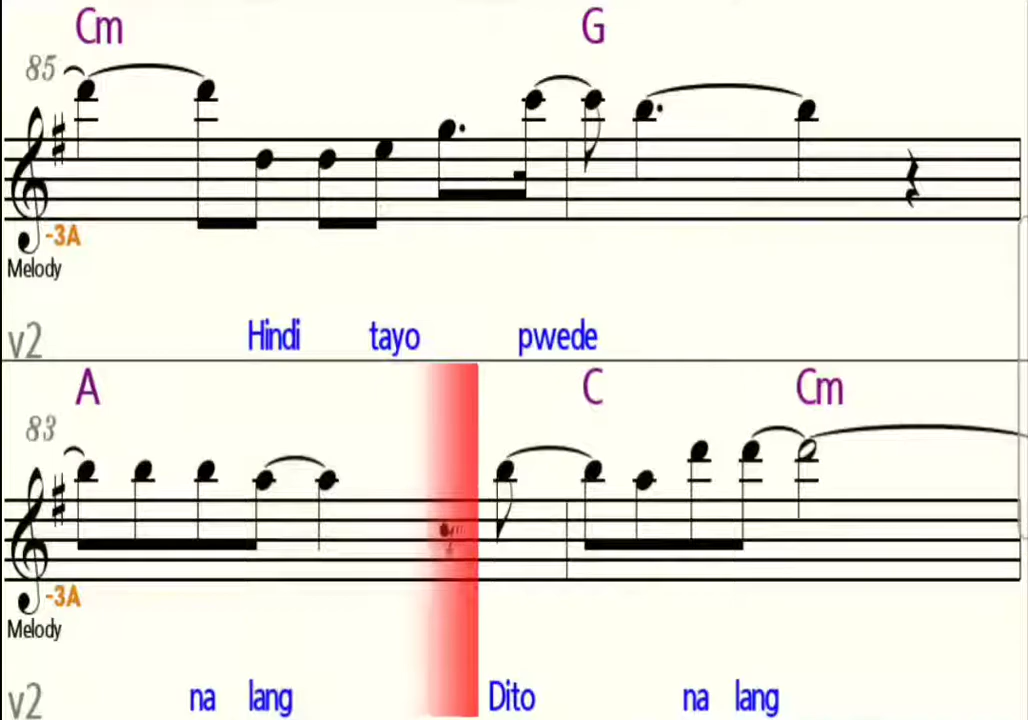 Cm G
85
-3A
Melody
v2 Hindi tayo pwede
A C Cm
83
-3A
Melody
v2 na lang Dito na lang